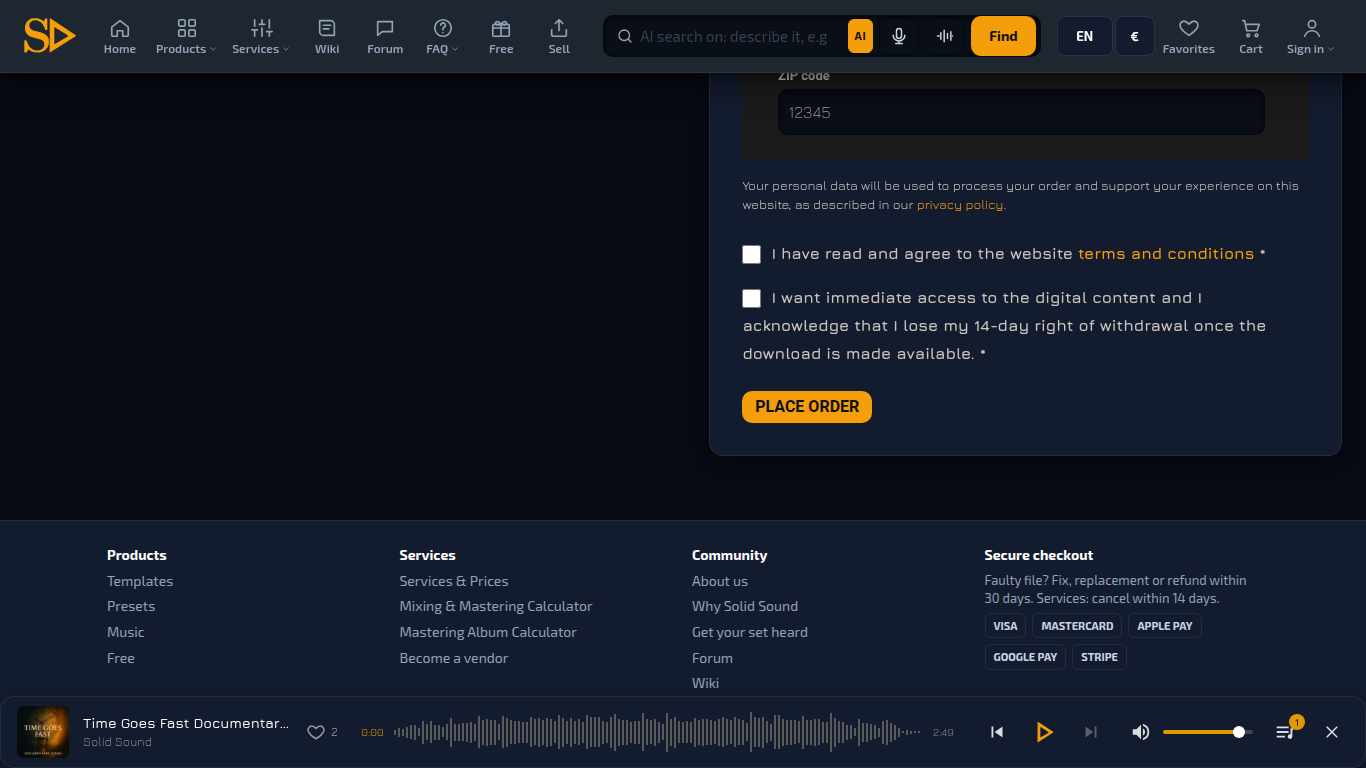 SD
Home
Products
Services
Wiki
Forum
FAQ
Free
Sell
AI search on: describe it, e.g
AI
Find
EN
€
Favorites
Cart
Sign in
ZIP code
12345
Your personal data will be used to process your order and support your experience on this
website, as described in our privacy policy.
I have read and agree to the website terms and conditions *
I want immediate access to the digital content and I
acknowledge that I lose my 14-day right of withdrawal once the
download is made available. *
PLACE ORDER
Products
Templates
Presets
Music
Free
Services
Services & Prices
Mixing & Mastering Calculator
Mastering Album Calculator
Become a vendor
Community
About us
Why Solid Sound
Get your set heard
Forum
Wiki
Secure checkout
Faulty file? Fix, replacement or refund within
30 days. Services: cancel within 14 days.
VISA
MASTERCARD
APPLE PAY
GOOGLE PAY
STRIPE
TIME GOES
FAST
Time Goes Fast Documentar...
Solid Sound
2
0:00
2:49
1